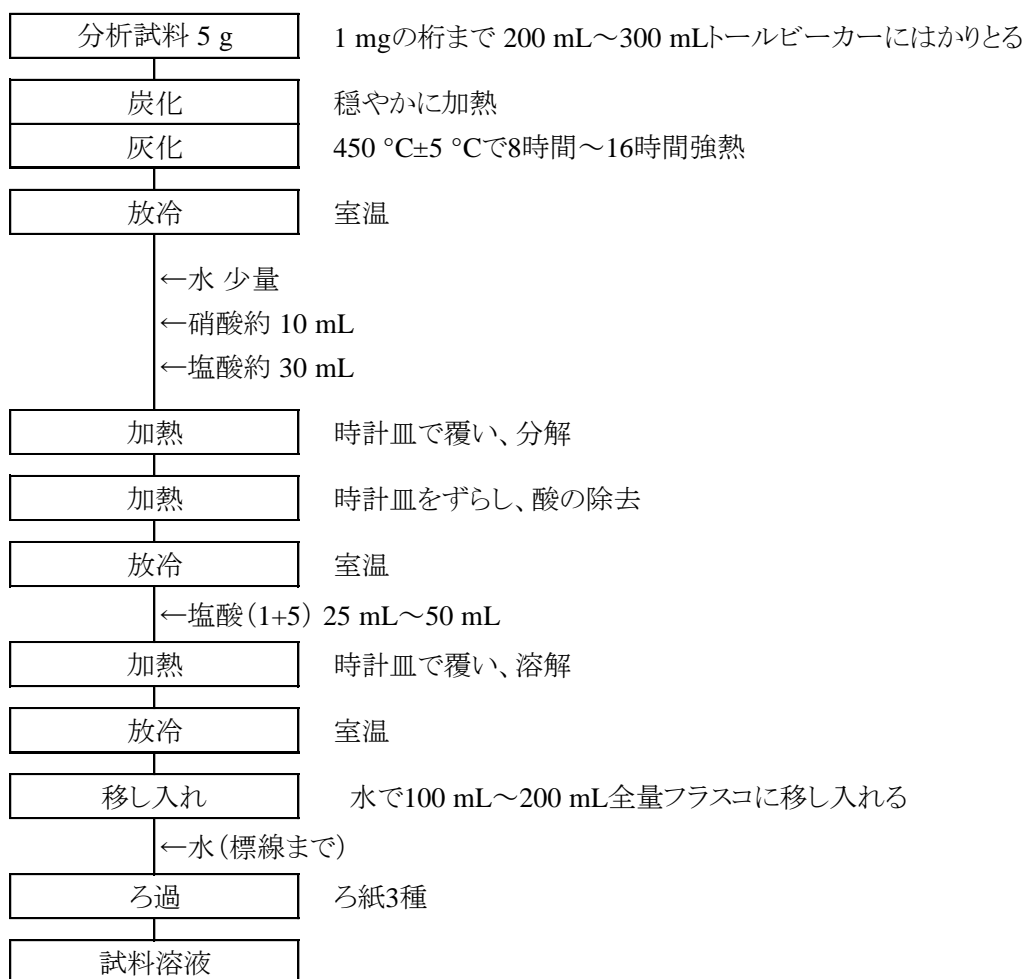 分析試料 5 g 1 mgの桁まで 200 mL～300 mLトールビーカーにはかりとる
炭化 穏やかに加熱
灰化 450 °C±5 °Cで8時間～16時間強熱
放冷 室温
←水 少量
←硝酸約 10 mL
←塩酸約 30 mL
加熱 時計皿で覆い、分解
加熱 時計皿をずらし、酸の除去
放冷 室温
←塩酸（1+5） 25 mL～50 mL
加熱 時計皿で覆い、溶解
放冷 室温
移し入れ 水で100 mL～200 mL全量フラスコに移し入れる
←水（標線まで）
ろ過 ろ紙3種
試料溶液